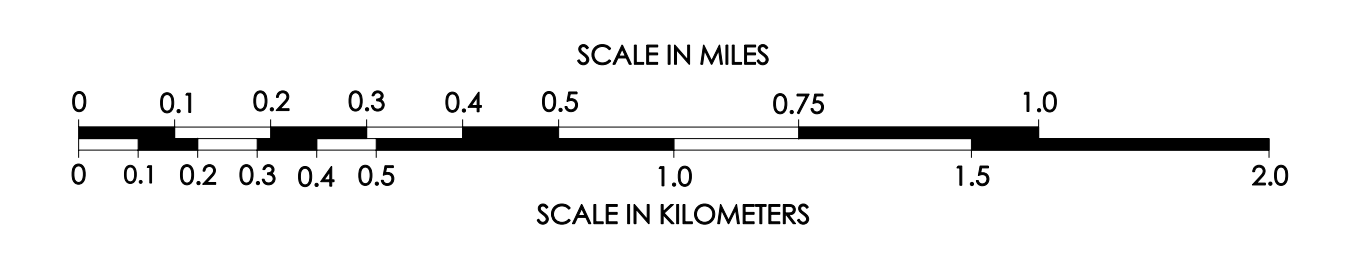 SCALE IN MILES
0 0.1 0.2 0.3 0.4 0.5 0.75 1.0
0 0.1 0.2 0.3 0.4 0.5 1.0 1.5 2.0
SCALE IN KILOMETERS